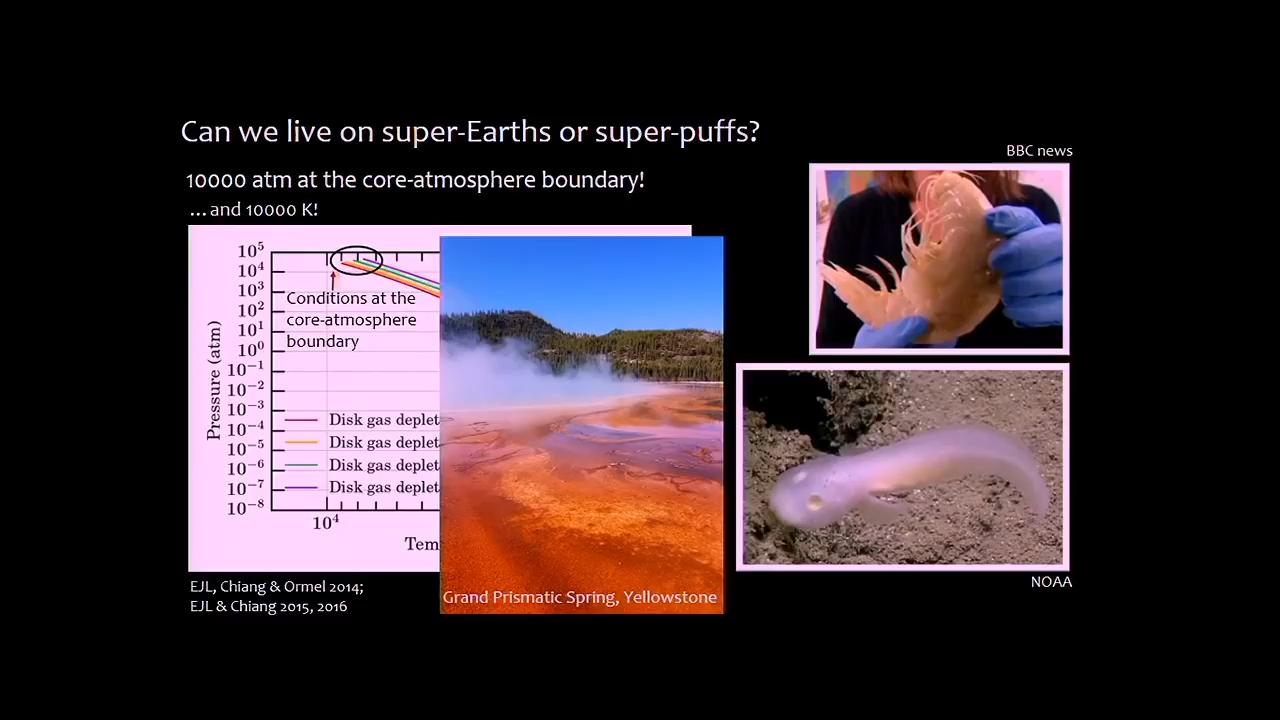 Can we live on super-Earths or super-puffs?
BBC news
10000 atm at the core-atmosphere boundary!
...and 10000 K!
10^5
10^4
10^3
10^2
10^1
10^0
10^-1
10^-2
10^-3
10^-4
10^-5
10^-6
10^-7
10^-8
Pressure (atm)
Conditions at the
core-atmosphere
boundary
Disk gas deplet
Disk gas deplet
Disk gas deplet
Disk gas deplet
10^4
Tem
Grand Prismatic Spring, Yellowstone
NOAA
EJL, Chiang & Ormel 2014;
EJL & Chiang 2015, 2016